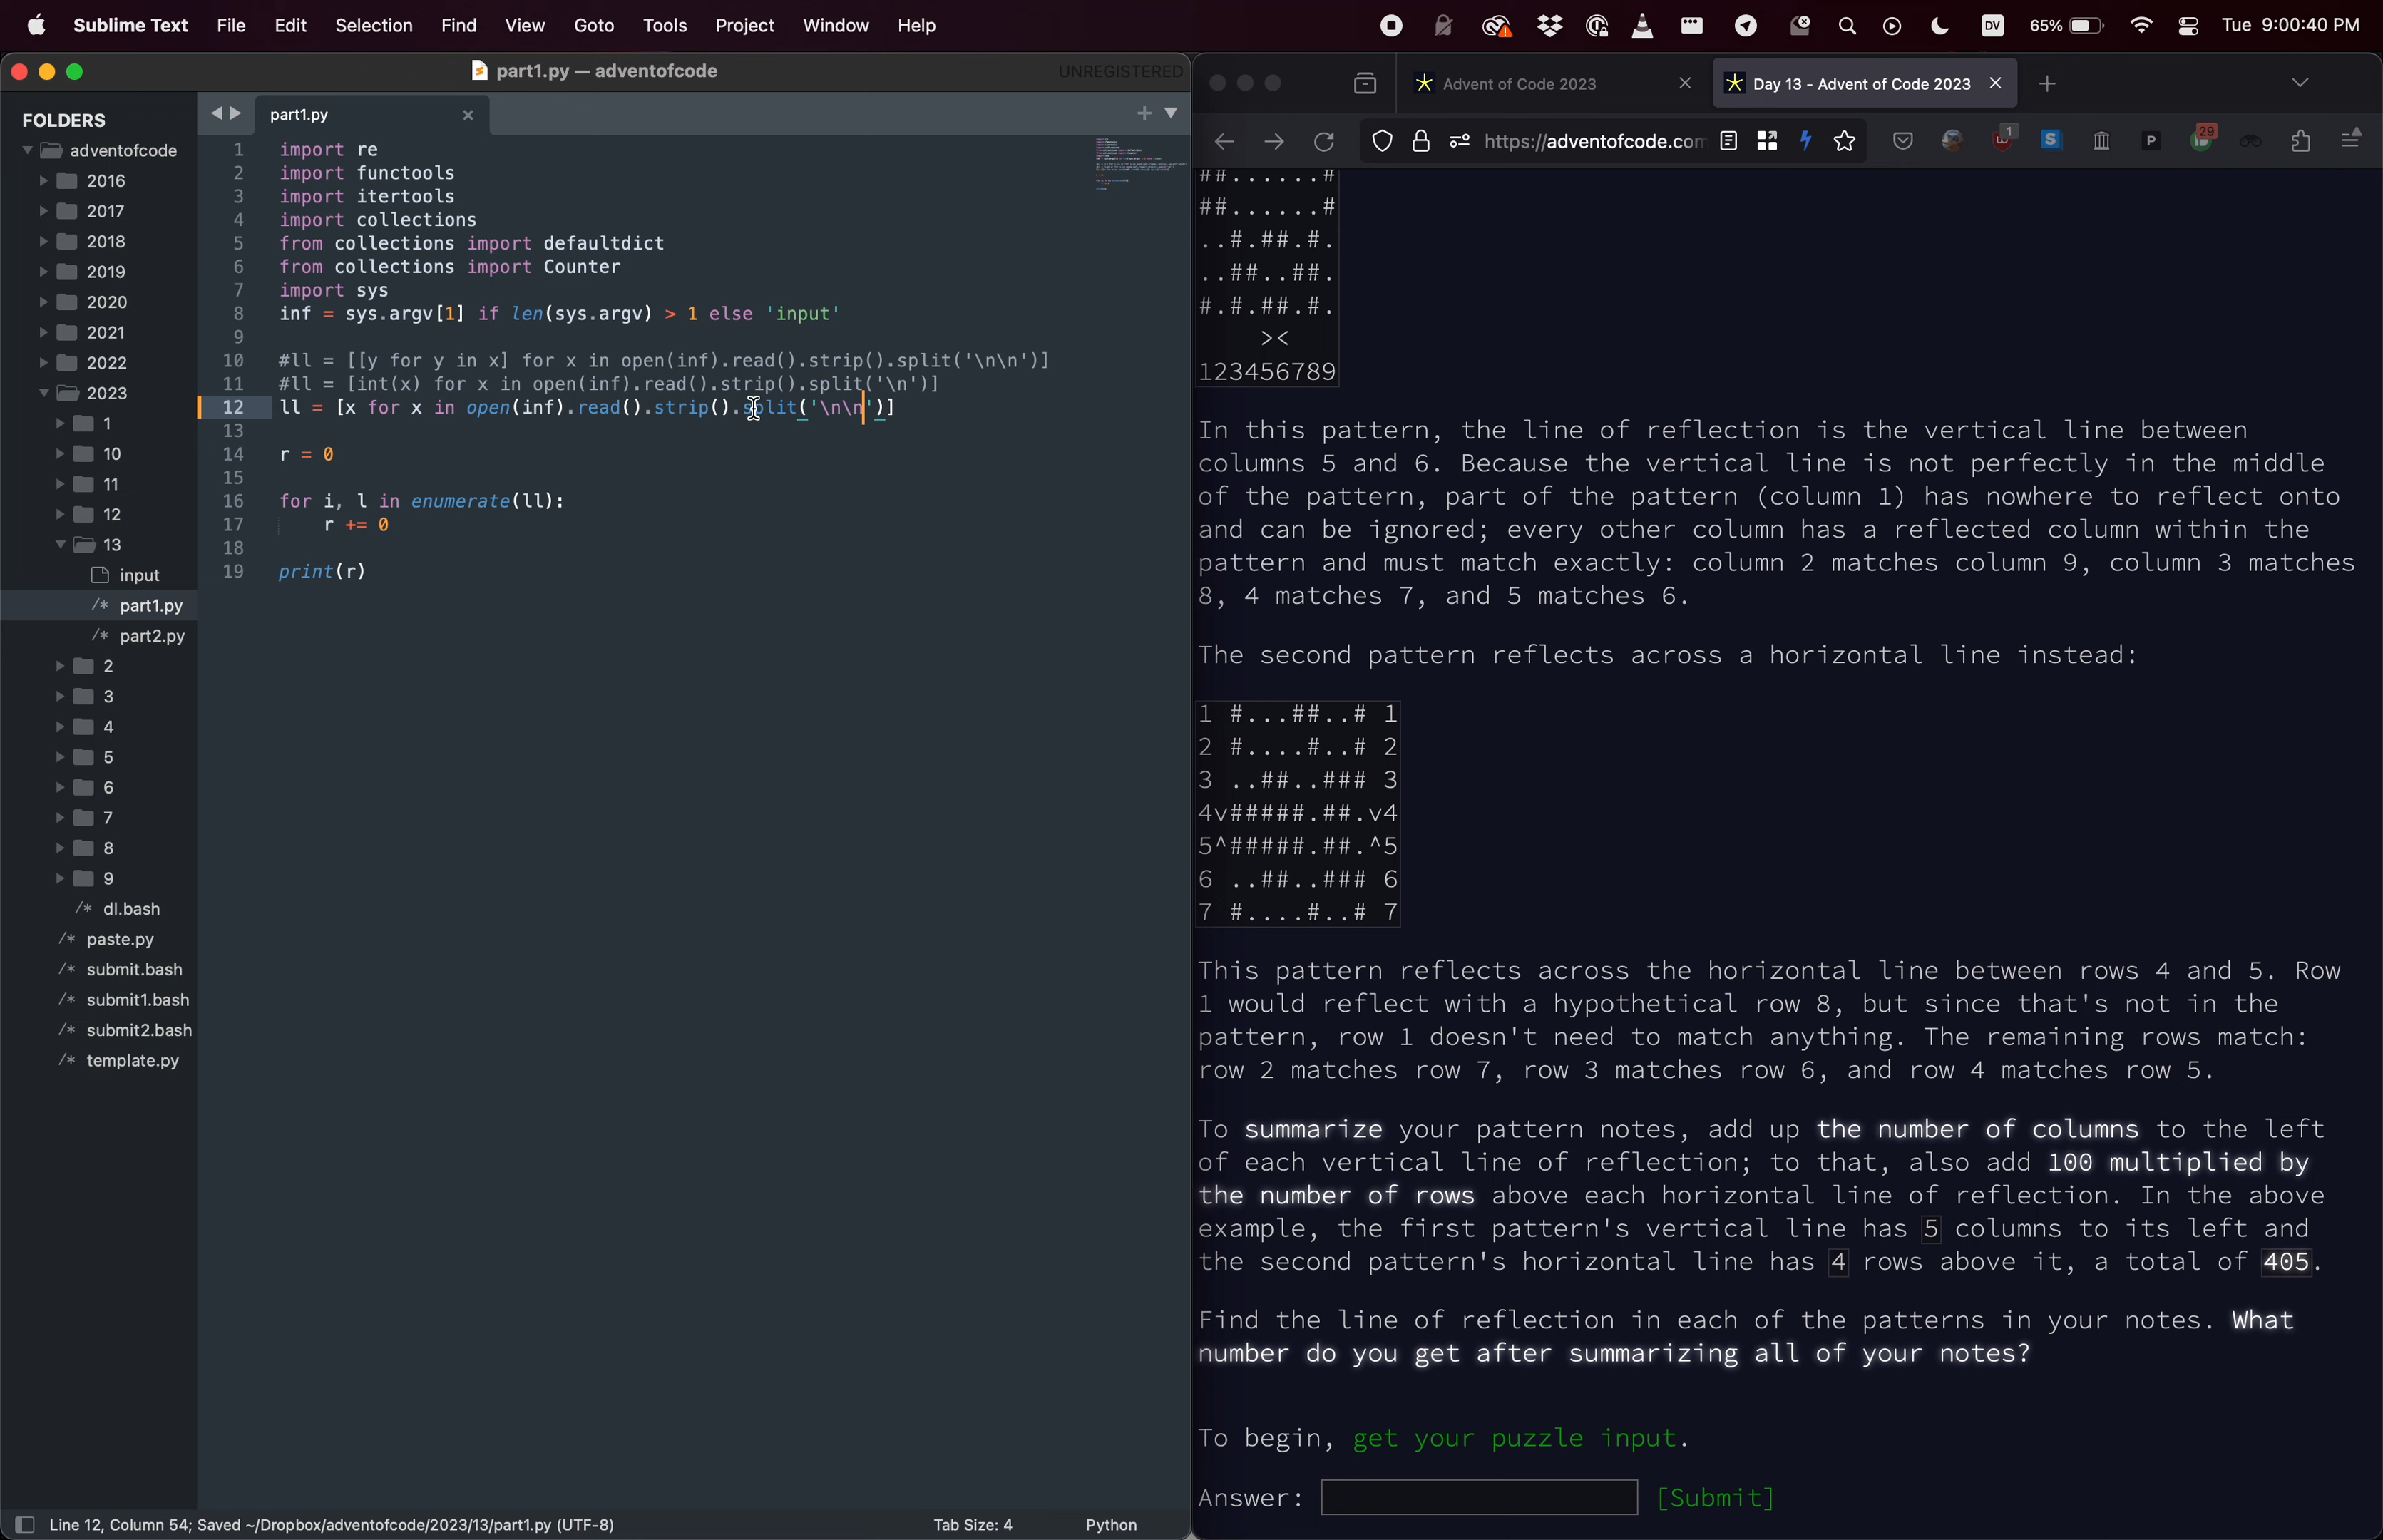 Sublime Text File Edit Selection Find View Goto Tools Project Window Help
DV 65% Tue 9:00:40 PM
part1.py — adventofcode
UNREGISTERED
FOLDERS
adventofcode
2016
2017
2018
2019
2020
2021
2022
2023
1
10
11
12
13
input
/* part1.py
/* part2.py
2
3
4
5
6
7
8
9
/* dl.bash
/* paste.py
/* submit.bash
/* submit1.bash
/* submit2.bash
/* template.py
part1.py
1 import re
2 import functools
3 import itertools
4 import collections
5 from collections import defaultdict
6 from collections import Counter
7 import sys
8 inf = sys.argv[1] if len(sys.argv) > 1 else 'input'
9
10 #ll = [[y for y in x] for x in open(inf).read().strip().split('\n\n')]
11 #ll = [int(x) for x in open(inf).read().strip().split('\n')]
12 ll = [x for x in open(inf).read().strip().split('\n\n')]
13
14 r = 0
15
16 for i, l in enumerate(ll):
17 r += 0
18
19 print(r)
Line 12, Column 54; Saved ~/Dropbox/adventofcode/2023/13/part1.py (UTF-8)
Tab Size: 4
Python
Advent of Code 2023
Day 13 - Advent of Code 2023
https://adventofcode.com
1
29
##......#
##......#
..#.##.#.
..##..##.
#.#.##.#.
><
123456789
In this pattern, the line of reflection is the vertical line between
columns 5 and 6. Because the vertical line is not perfectly in the middle
of the pattern, part of the pattern (column 1) has nowhere to reflect onto
and can be ignored; every other column has a reflected column within the
pattern and must match exactly: column 2 matches column 9, column 3 matches
8, 4 matches 7, and 5 matches 6.
The second pattern reflects across a horizontal line instead:
1 #...##..# 1
2 #....#..# 2
3 ..##..### 3
4v#####.##.v4
5^#####.##.^5
6 ..##..### 6
7 #....#..# 7
This pattern reflects across the horizontal line between rows 4 and 5. Row
1 would reflect with a hypothetical row 8, but since that's not in the
pattern, row 1 doesn't need to match anything. The remaining rows match:
row 2 matches row 7, row 3 matches row 6, and row 4 matches row 5.
To summarize your pattern notes, add up the number of columns to the left
of each vertical line of reflection; to that, also add 100 multiplied by
the number of rows above each horizontal line of reflection. In the above
example, the first pattern's vertical line has 5 columns to its left and
the second pattern's horizontal line has 4 rows above it, a total of 405.
Find the line of reflection in each of the patterns in your notes. What
number do you get after summarizing all of your notes?
To begin, get your puzzle input.
Answer: [Submit]